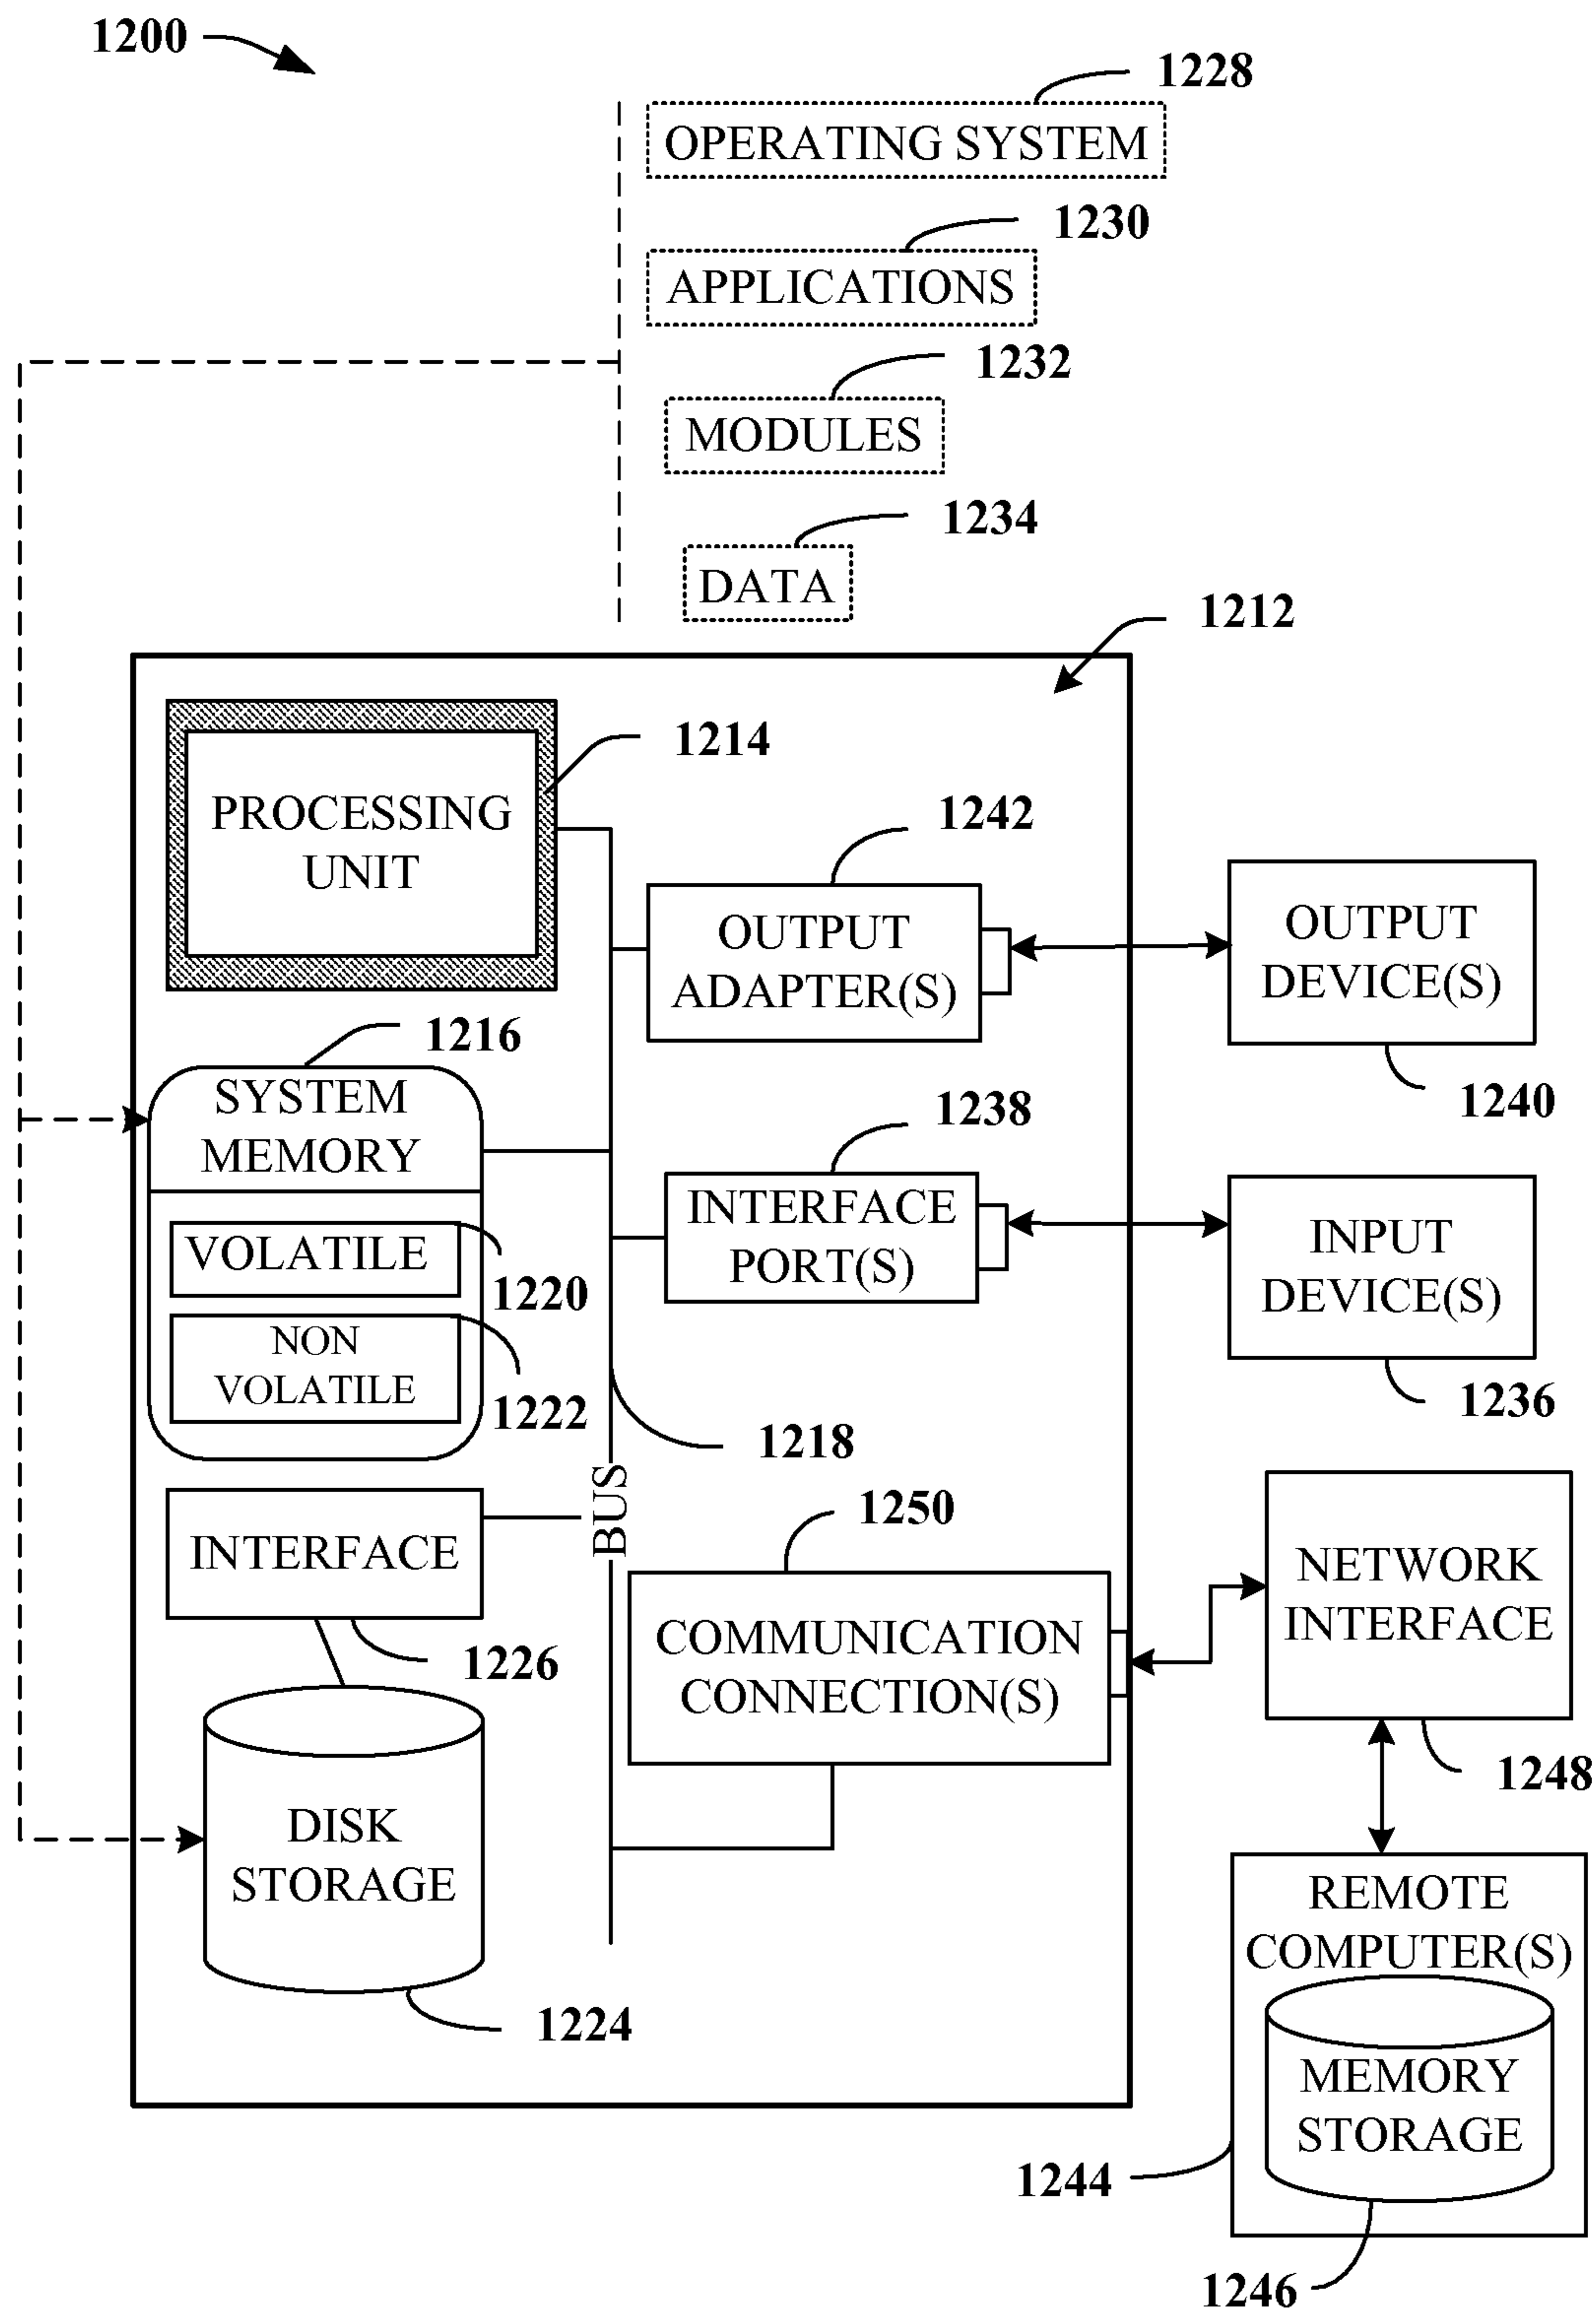 1200
1228
OPERATING SYSTEM
1230
APPLICATIONS
1232
MODULES
1234
DATA
1212
1214
PROCESSING
UNIT
1242
OUTPUT
ADAPTER(S)
OUTPUT
DEVICE(S)
1240
1216
SYSTEM
MEMORY
1238
INTERFACE
PORT(S)
INPUT
DEVICE(S)
1236
VOLATILE
1220
NON
VOLATILE
1222
1218
BUS
INTERFACE
1226
1250
COMMUNICATION
CONNECTION(S)
NETWORK
INTERFACE
1248
DISK
STORAGE
1224
REMOTE
COMPUTER(S)
MEMORY
STORAGE
1244
1246